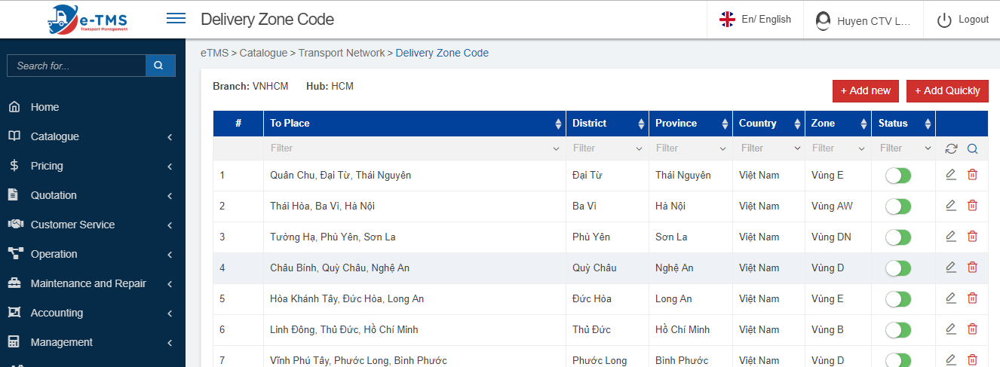 e-TMS
Transport Management
Delivery Zone Code
En/ English
Huyen CTV L...
Logout
Search for...
Home
Catalogue
Pricing
Quotation
Customer Service
Operation
Maintenance and Repair
Accounting
Management
eTMS > Catalogue > Transport Network > Delivery Zone Code
Branch: VNHCM Hub: HCM
+ Add new + Add Quickly
# To Place District Province Country Zone Status
Filter Filter Filter Filter Filter Filter
1 Quân Chu, Đại Từ, Thái Nguyên Đại Từ Thái Nguyên Việt Nam Vùng E
2 Thái Hòa, Ba Vì, Hà Nội Ba Vì Hà Nội Việt Nam Vùng AW
3 Tường Hạ, Phù Yên, Sơn La Phù Yên Sơn La Việt Nam Vùng DN
4 Châu Bính, Quỳ Châu, Nghệ An Quỳ Châu Nghệ An Việt Nam Vùng D
5 Hòa Khánh Tây, Đức Hòa, Long An Đức Hòa Long An Việt Nam Vùng E
6 Linh Đông, Thủ Đức, Hồ Chí Minh Thủ Đức Hồ Chí Minh Việt Nam Vùng B
7 Vĩnh Phú Tây, Phước Long, Bình Phước Phước Long Bình Phước Việt Nam Vùng D